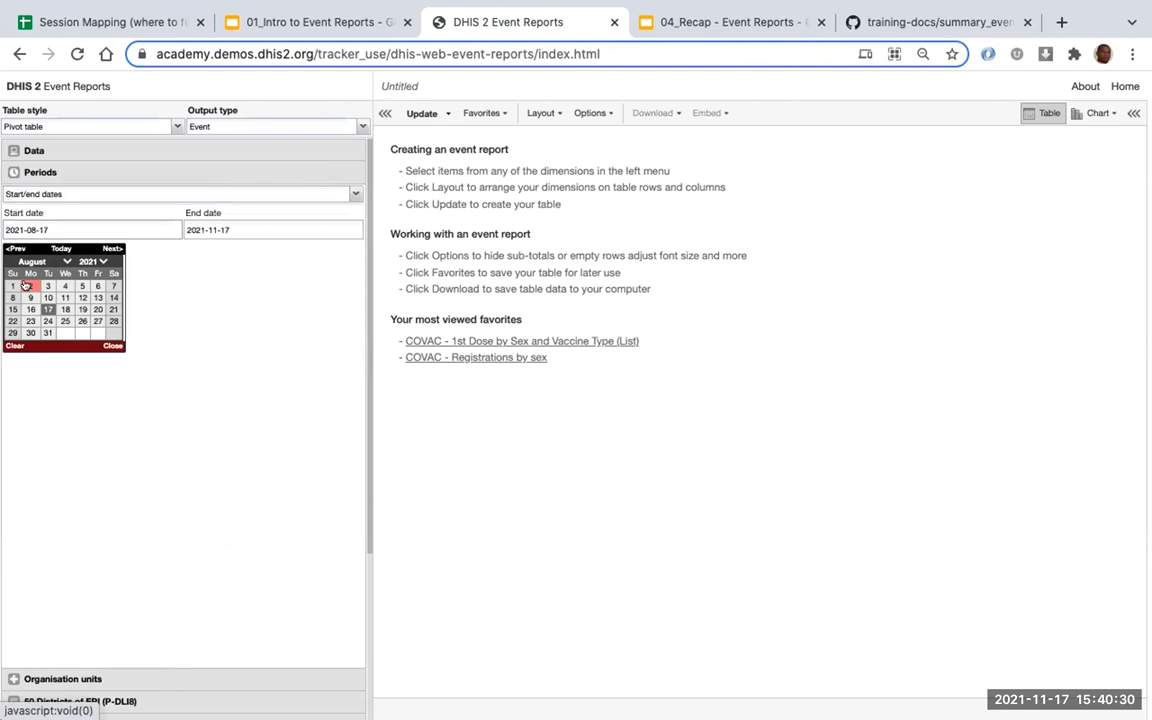 Session Mapping (where to fi
01_Intro to Event Reports - G
DHIS 2 Event Reports
04_Recap - Event Reports - G
training-docs/summary_even
academy.demos.dhis2.org/tracker_use/dhis-web-event-reports/index.html
DHIS 2 Event Reports
Untitled
About
Home
Table style
Output type
Pivot table
Event
Update
Favorites
Layout
Options
Download
Embed
Table
Chart
Data
Periods
Start/end dates
Start date
End date
2021-08-17
2021-11-17
<Prev
Today
Next>
August
2021
Su Mo Tu We Th Fr Sa
1 2 3 4 5 6 7
8 9 10 11 12 13 14
15 16 17 18 19 20 21
22 23 24 25 26 27 28
29 30 31
Clear
Close
Creating an event report
- Select items from any of the dimensions in the left menu
- Click Layout to arrange your dimensions on table rows and columns
- Click Update to create your table
Working with an event report
- Click Options to hide sub-totals or empty rows adjust font size and more
- Click Favorites to save your table for later use
- Click Download to save table data to your computer
Your most viewed favorites
- COVAC - 1st Dose by Sex and Vaccine Type (List)
- COVAC - Registrations by sex
Organisation units
50 Districts of EPI (P-DLI8)
javascript:void(0)
2021-11-17 15:40:30